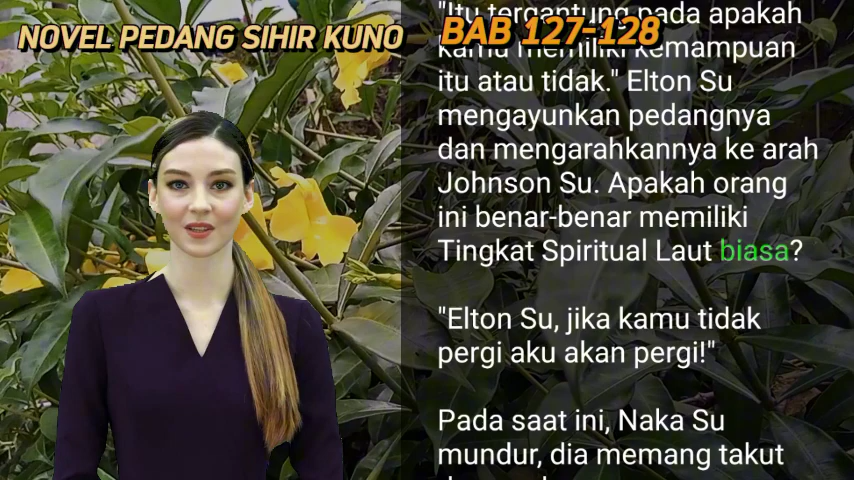 NOVEL PEDANG SIHIR KUNO
BAB 127-128
"Itu tergantung pada apakah
kamu memiliki kemampuan
itu atau tidak." Elton Su
mengayunkan pedangnya
dan mengarahkannya ke arah
Johnson Su. Apakah orang
ini benar-benar memiliki
Tingkat Spiritual Laut biasa?
"Elton Su, jika kamu tidak
pergi aku akan pergi!"
Pada saat ini, Naka Su
mundur, dia memang takut